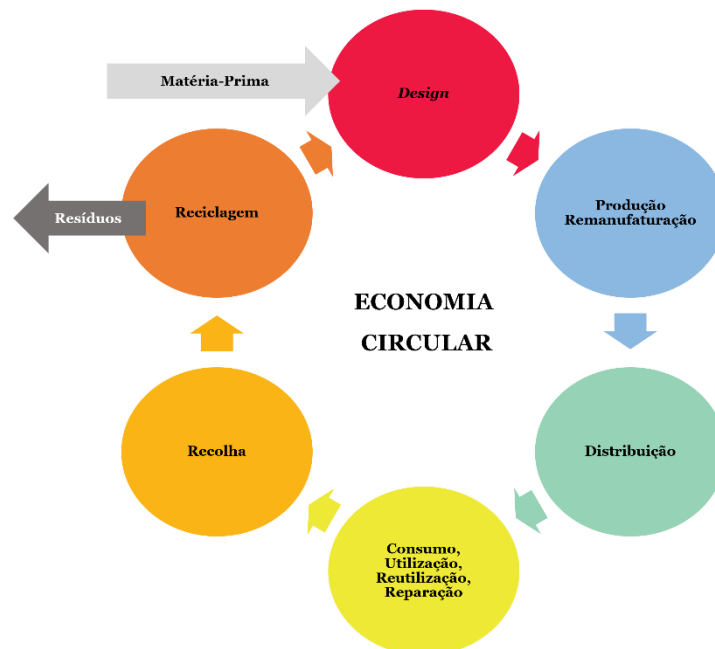 Matéria-Prima
Design
Resíduos
Reciclagem
Produção
Remanufaturação
ECONOMIA
CIRCULAR
Recolha
Distribuição
Consumo,
Utilização,
Reutilização,
Reparação